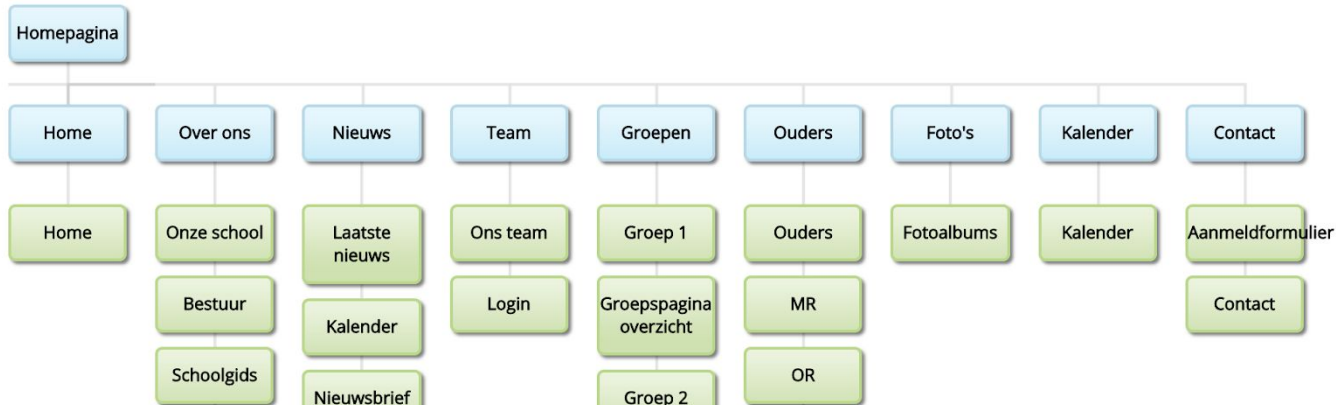 Homepagina
Home
Over ons
Nieuws
Team
Groepen
Ouders
Foto's
Kalender
Contact
Home
Onze school
Laatste
nieuws
Ons team
Groep 1
Ouders
Fotoalbums
Kalender
Aanmeldformulier
Bestuur
Kalender
Login
Groepspagina
overzicht
MR
Contact
Schoolgids
Nieuwsbrief
Groep 2
OR